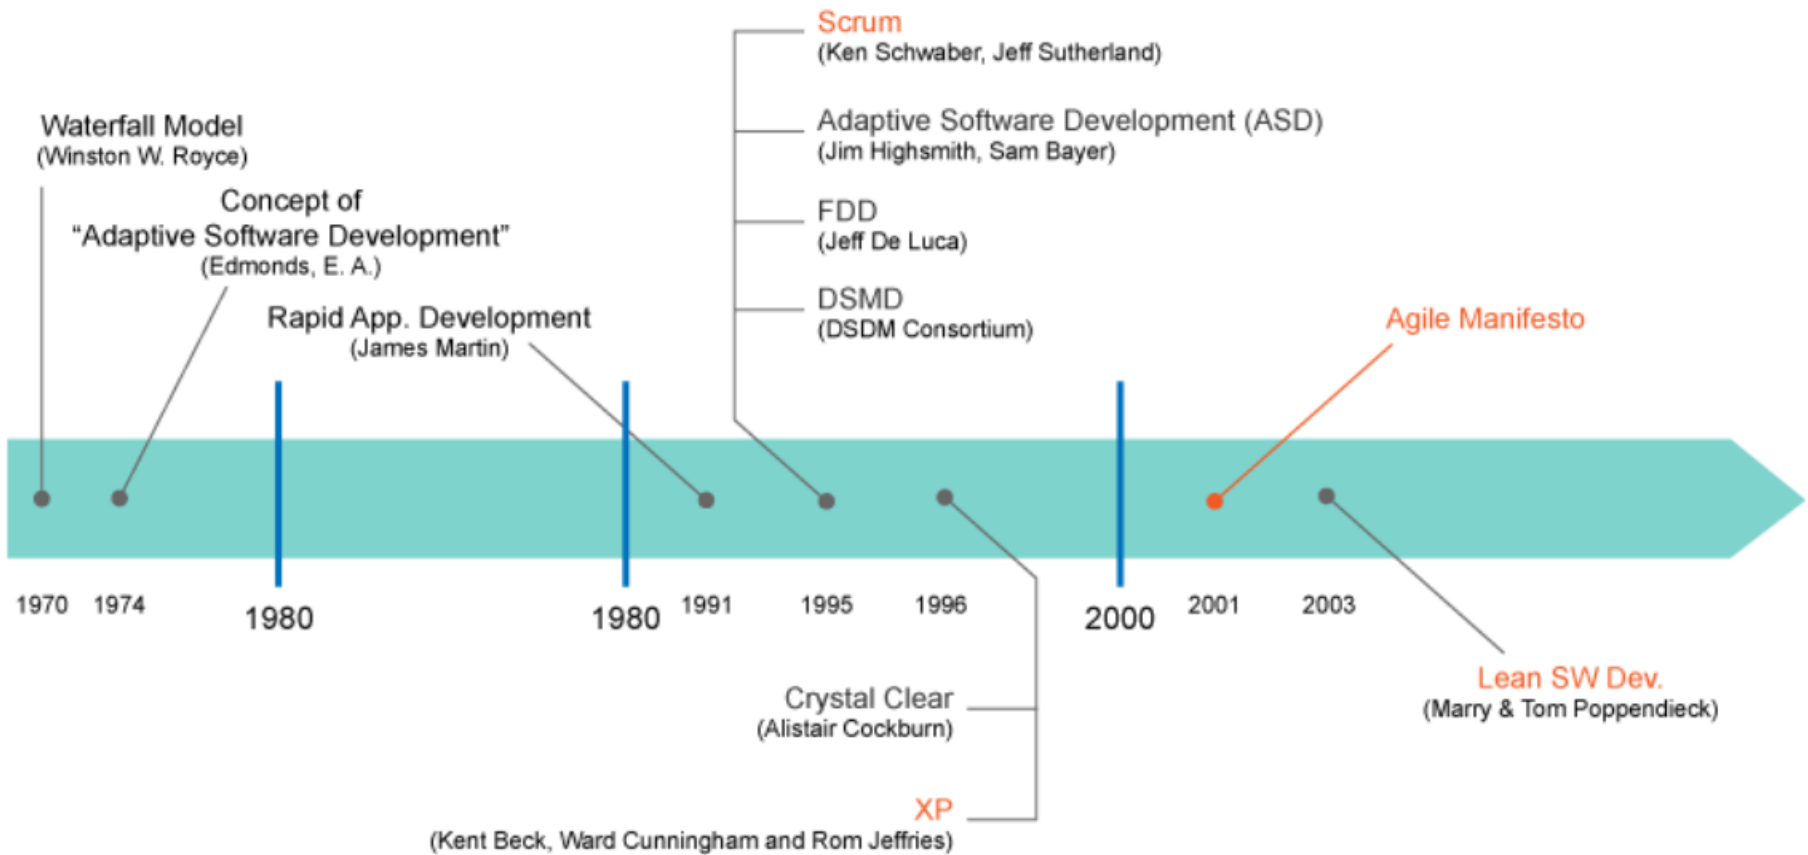 Scrum
(Ken Schwaber, Jeff Sutherland)
Adaptive Software Development (ASD)
(Jim Highsmith, Sam Bayer)
Waterfall Model
(Winston W. Royce)
Concept of
“Adaptive Software Development”
(Edmonds, E. A.)
FDD
(Jeff De Luca)
DSMD
(DSDM Consortium)
Rapid App. Development
(James Martin)
Agile Manifesto
1970
1974
1980
1980
1991
1995
1996
2000
2001
2003
Crystal Clear
(Alistair Cockburn)
XP
(Kent Beck, Ward Cunningham and Rom Jeffries)
Lean SW Dev.
(Marry & Tom Poppendieck)